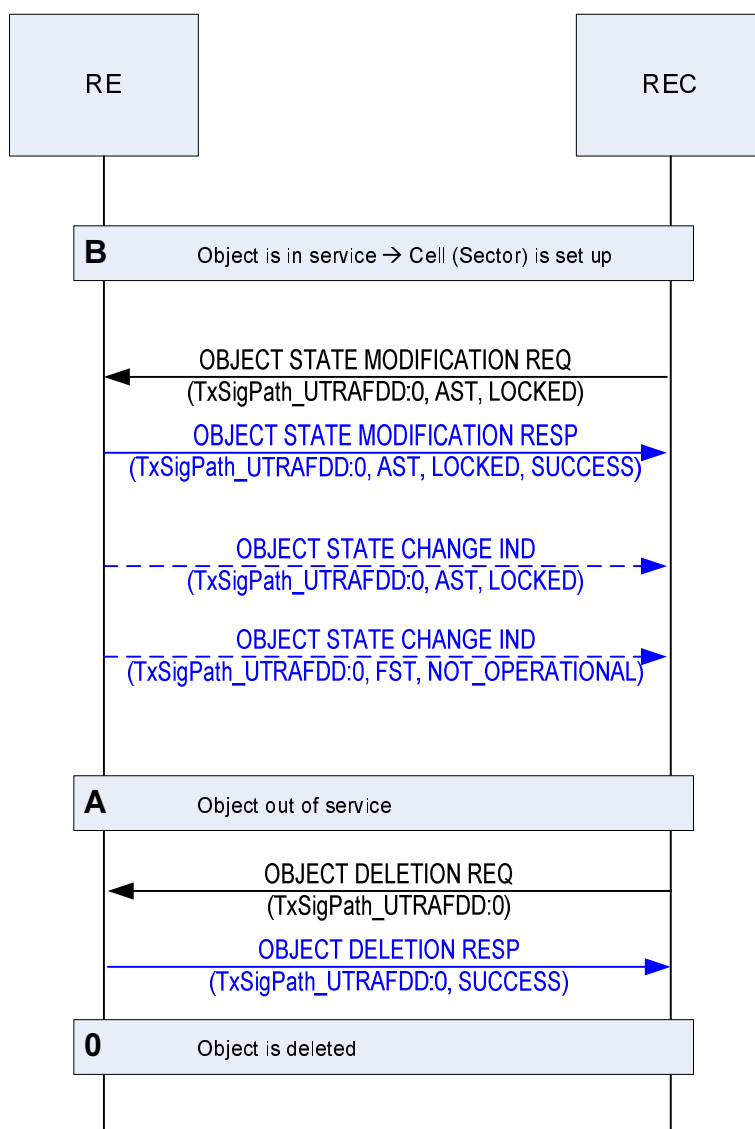 RE
REC
B
Object is in service → Cell (Sector) is set up
OBJECT STATE MODIFICATION REQ
(TxSigPath_UTRAFDD:0, AST, LOCKED)
OBJECT STATE MODIFICATION RESP
(TxSigPath_UTRAFDD:0, AST, LOCKED, SUCCESS)
OBJECT STATE CHANGE IND
(TxSigPath_UTRAFDD:0, AST, LOCKED)
OBJECT STATE CHANGE IND
(TxSigPath_UTRAFDD:0, FST, NOT_OPERATIONAL)
A
Object out of service
OBJECT DELETION REQ
(TxSigPath_UTRAFDD:0)
OBJECT DELETION RESP
(TxSigPath_UTRAFDD:0, SUCCESS)
0
Object is deleted